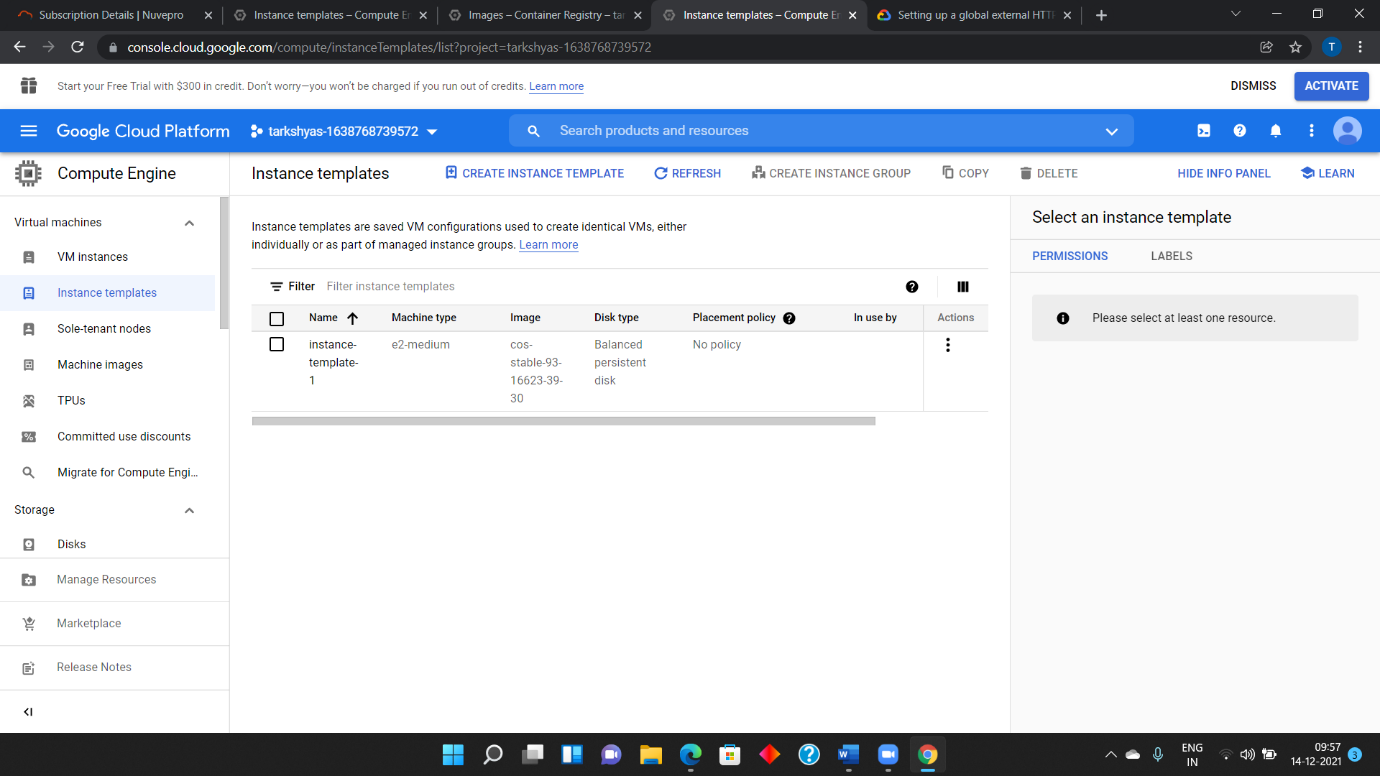 Subscription Details | Nuvepro
Instance templates – Compute E
Images – Container Registry – tar
Instance templates – Compute E
Setting up a global external HTT
console.cloud.google.com/compute/instanceTemplates/list?project=tarkshyas-1638768739572
T
Start your Free Trial with $300 in credit. Don't worry—you won't be charged if you run out of credits. Learn more
DISMISS
ACTIVATE
Google Cloud Platform
tarkshyas-1638768739572
Search products and resources
Compute Engine
Instance templates
CREATE INSTANCE TEMPLATE
REFRESH
CREATE INSTANCE GROUP
COPY
DELETE
HIDE INFO PANEL
LEARN
Virtual machines
VM instances
Instance templates
Sole-tenant nodes
Machine images
TPUs
Committed use discounts
Migrate for Compute Engi...
Storage
Disks
Manage Resources
Marketplace
Release Notes
Instance templates are saved VM configurations used to create identical VMs, either
individually or as part of managed instance groups. Learn more
Filter Filter instance templates
Name Machine type Image Disk type Placement policy In use by Actions
instance- e2-medium cos- Balanced No policy
template- stable-93- persistent
1 16623-39- disk
30
Select an instance template
PERMISSIONS LABELS
Please select at least one resource.
ENG
IN
09:57
14-12-2021
3